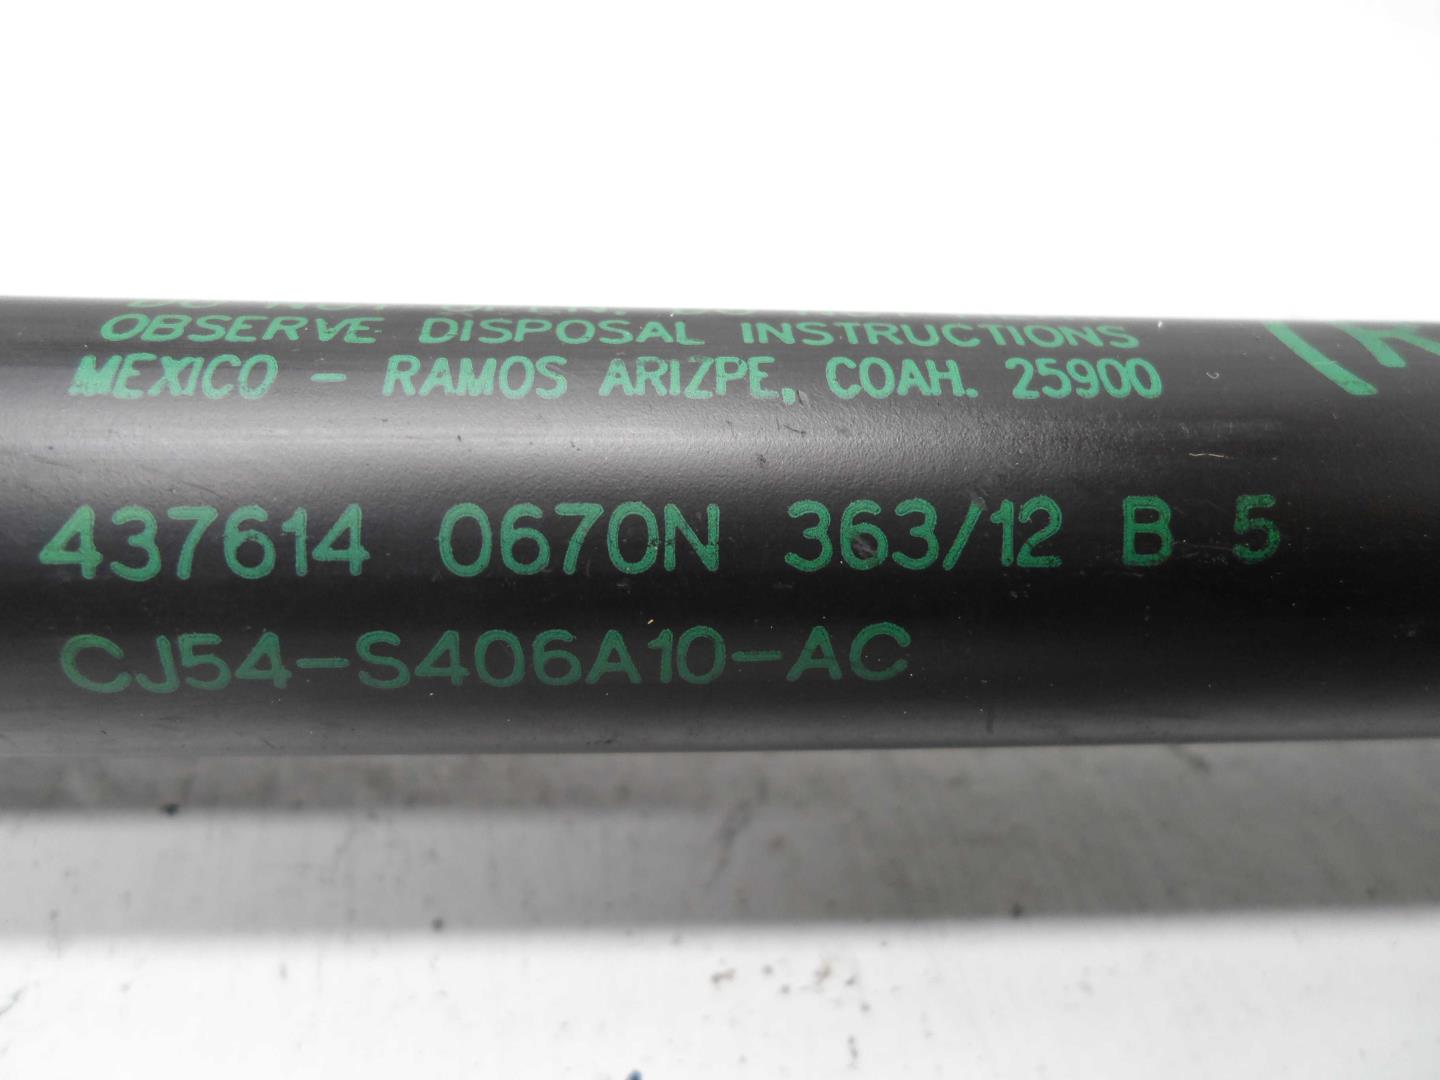 OBSERVE DISPOSAL INSTRUCTIONS
MEXICO - RAMOS ARIZPE, COAH. 25900
437614 0670N 363/12 B 5
CJ54-S406A10-AC